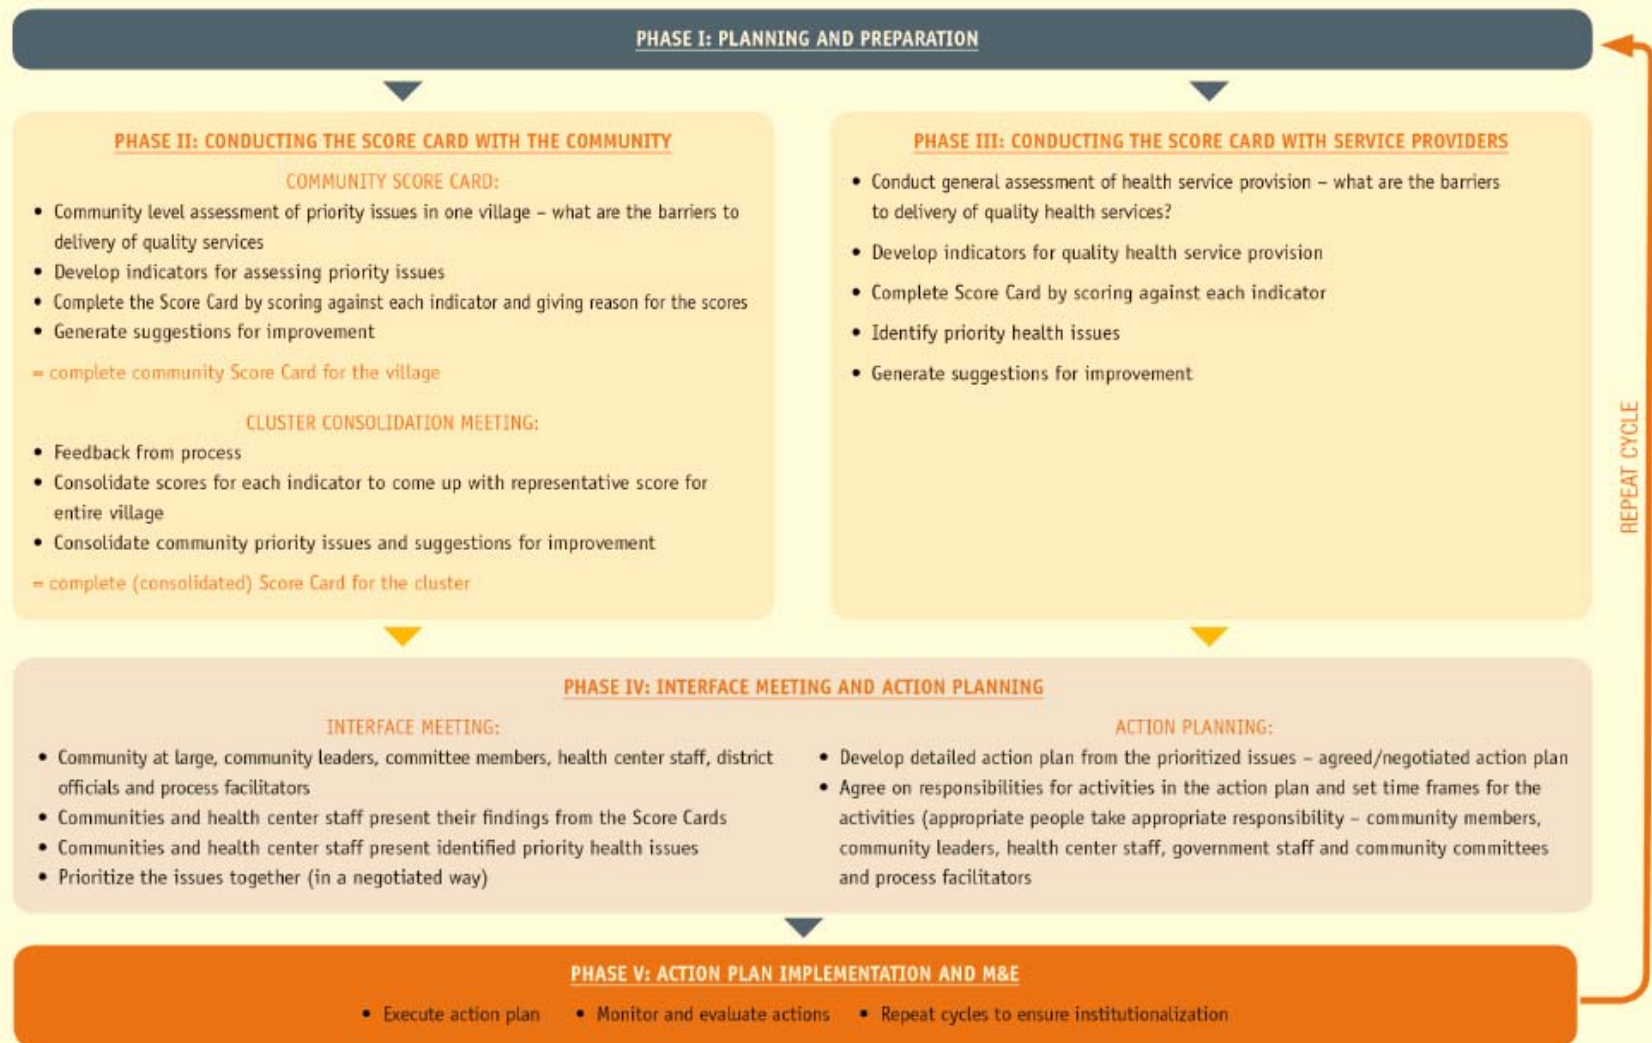 PHASE I: PLANNING AND PREPARATION
PHASE II: CONDUCTING THE SCORE CARD WITH THE COMMUNITY
COMMUNITY SCORE CARD:
• Community level assessment of priority issues in one village – what are the barriers to
delivery of quality services
• Develop indicators for assessing priority issues
• Complete the Score Card by scoring against each indicator and giving reason for the scores
• Generate suggestions for improvement
= complete community Score Card for the village
CLUSTER CONSOLIDATION MEETING:
• Feedback from process
• Consolidate scores for each indicator to come up with representative score for
entire village
• Consolidate community priority issues and suggestions for improvement
= complete (consolidated) Score Card for the cluster
PHASE III: CONDUCTING THE SCORE CARD WITH SERVICE PROVIDERS
• Conduct general assessment of health service provision – what are the barriers
to delivery of quality health services?
• Develop indicators for quality health service provision
• Complete Score Card by scoring against each indicator
• Identify priority health issues
• Generate suggestions for improvement
PHASE IV: INTERFACE MEETING AND ACTION PLANNING
INTERFACE MEETING:
• Community at large, community leaders, committee members, health center staff, district
officials and process facilitators
• Communities and health center staff present their findings from the Score Cards
• Communities and health center staff present identified priority health issues
• Prioritize the issues together (in a negotiated way)
ACTION PLANNING:
• Develop detailed action plan from the prioritized issues – agreed/negotiated action plan
• Agree on responsibilities for activities in the action plan and set time frames for the
activities (appropriate people take appropriate responsibility – community members,
community leaders, health center staff, government staff and community committees
and process facilitators
PHASE V: ACTION PLAN IMPLEMENTATION AND M&E
• Execute action plan • Monitor and evaluate actions • Repeat cycles to ensure institutionalization
REPEAT CYCLE